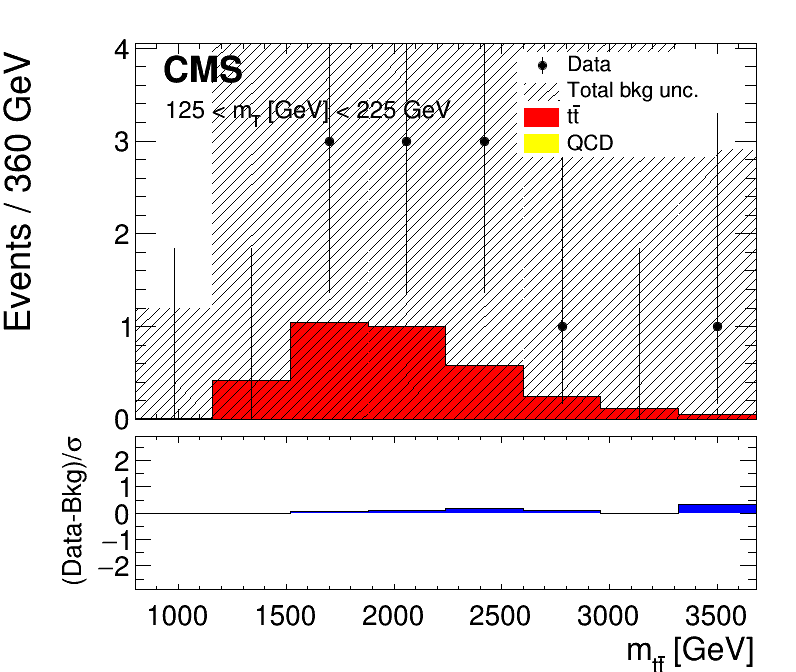 CMS
125 < m_T̄ [GeV] < 225 GeV
Data
Total bkg unc.
tt̄
QCD
Events / 360 GeV
4
3
2
1
0
(Data-Bkg)/σ
2
1
0
−1
−2
1000 1500 2000 2500 3000 3500
m_tt̄ [GeV]